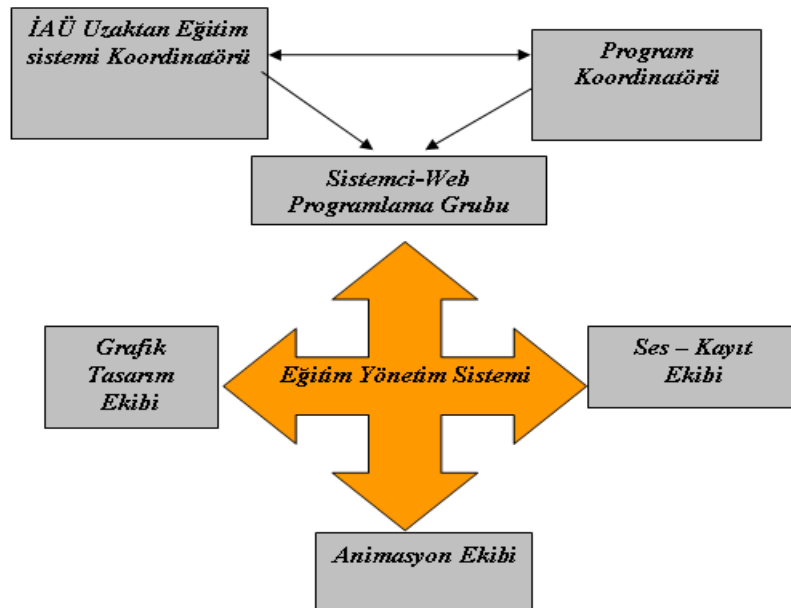 İAÜ Uzaktan Eğitim
sistemi Koordinatörü
Program
Koordinatörü
Sistemci-Web
Programlama Grubu
Grafik
Tasarım
Ekibi
Eğitim Yönetim Sistemi
Ses – Kayıt
Ekibi
Animasyon Ekibi